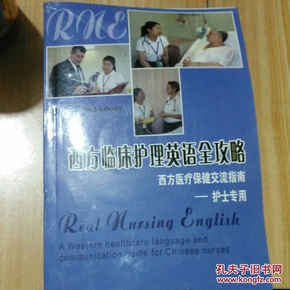 RNE
西方临床护理英语全攻略
西方医疗保健交流指南
——护士专用
Real Nursing English
A Western healthcare language and
communication guide for Chinese nurses
孔夫子旧书网